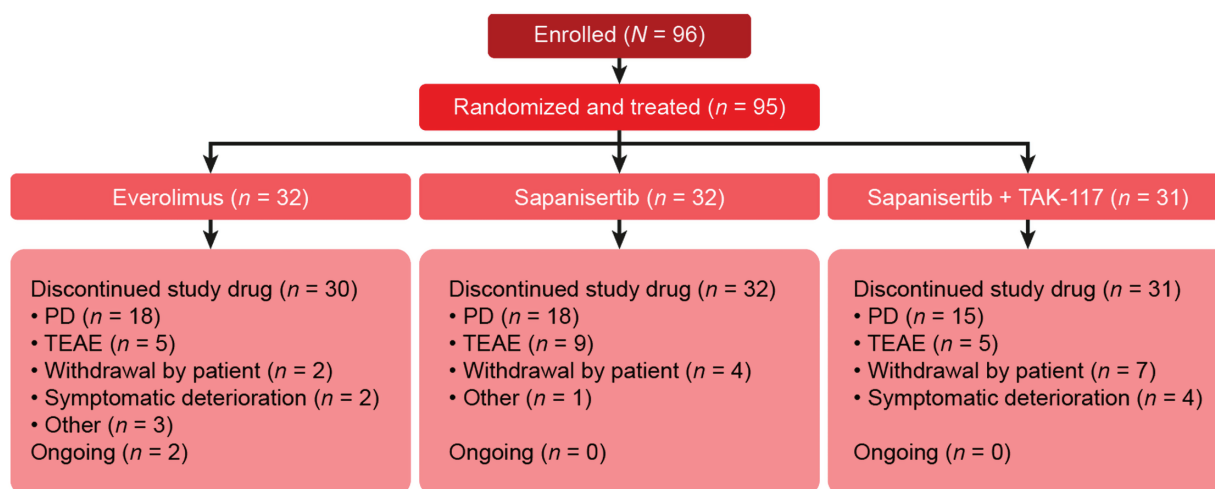 Enrolled (N = 96)
Randomized and treated (n = 95)
Everolimus (n = 32)
Sapanisertib (n = 32)
Sapanisertib + TAK-117 (n = 31)
Discontinued study drug (n = 30)
• PD (n = 18)
• TEAE (n = 5)
• Withdrawal by patient (n = 2)
• Symptomatic deterioration (n = 2)
• Other (n = 3)
Ongoing (n = 2)
Discontinued study drug (n = 32)
• PD (n = 18)
• TEAE (n = 9)
• Withdrawal by patient (n = 4)
• Other (n = 1)
Ongoing (n = 0)
Discontinued study drug (n = 31)
• PD (n = 15)
• TEAE (n = 5)
• Withdrawal by patient (n = 7)
• Symptomatic deterioration (n = 4)
Ongoing (n = 0)